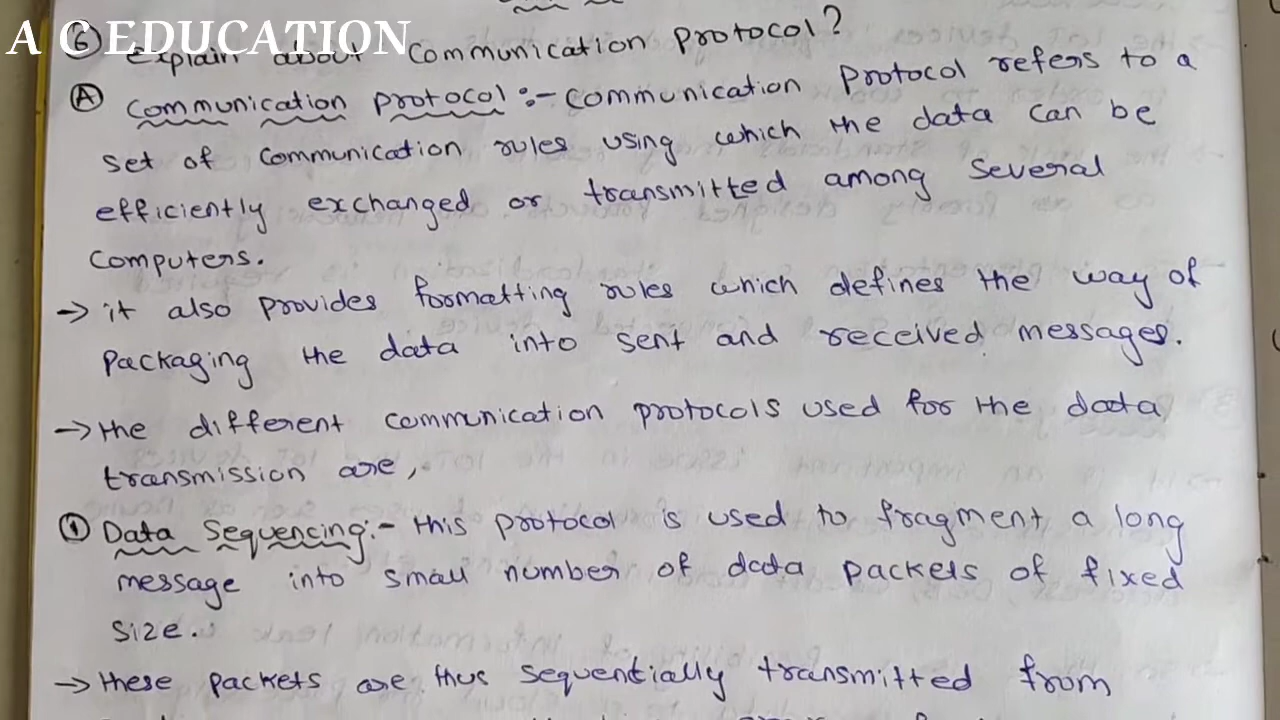 A G EDUCATION
6 Explain about Communication Protocol?
A Communication protocol :- Communication Protocol refers to a
set of communication rules using which the data can be
efficiently exchanged or transmitted among several
computers.
→ it also provides formatting rules which defines the way of
packaging the data into sent and received messages.
→ the different communication protocols used for the data
transmission are,
1 Data Sequencing:- this protocol is used to fragment a long
message into small number of data packets of fixed
size.
→ these packets are thus sequentially transmitted from